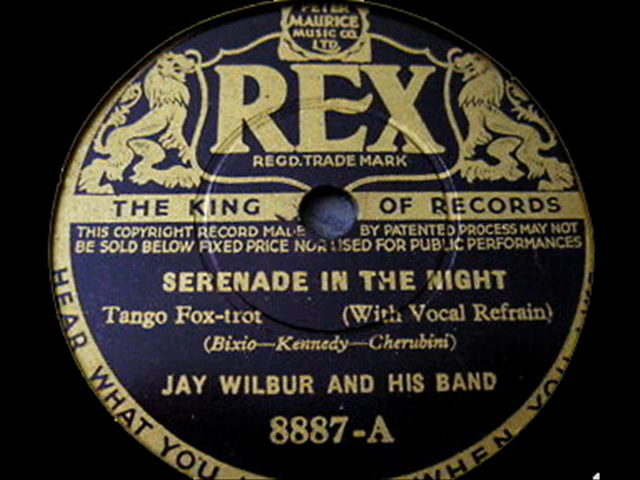 PETER
MAURICE
MUSIC CO.
LTD.
REX
REGD. TRADE MARK
THE KING OF RECORDS
THIS COPYRIGHT RECORD MADE BY PATENTED PROCESS MAY NOT
BE SOLD BELOW FIXED PRICE NOR USED FOR PUBLIC PERFORMANCES
SERENADE IN THE NIGHT
Tango Fox-trot (With Vocal Refrain)
(Bixio—Kennedy—Cherubini)
JAY WILBUR AND HIS BAND
8887-A
HEAR WHAT YOU WHEN YOU